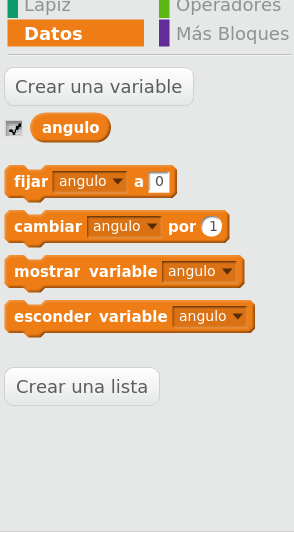 Lápiz Operadores
Datos Más Bloques
Crear una variable
angulo
fijar angulo a 0
cambiar angulo por 1
mostrar variable angulo
esconder variable angulo
Crear una lista